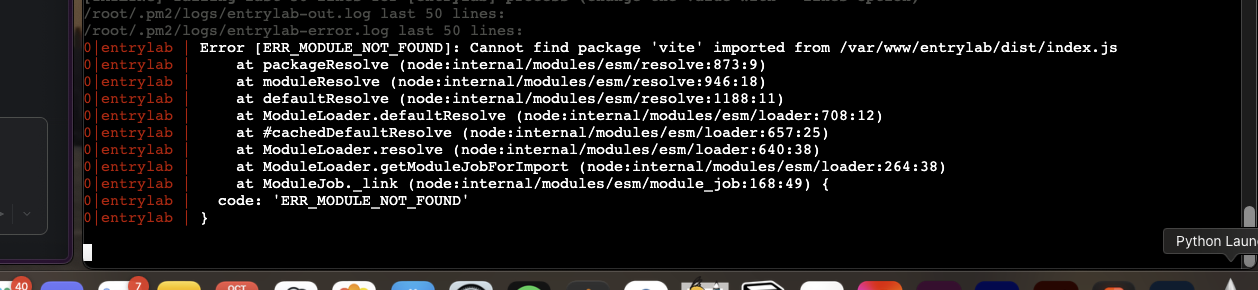 /root/.pm2/logs/entrylab-out.log last 50 lines:
/root/.pm2/logs/entrylab-error.log last 50 lines:
0|entrylab | Error [ERR_MODULE_NOT_FOUND]: Cannot find package 'vite' imported from /var/www/entrylab/dist/index.js
0|entrylab |     at packageResolve (node:internal/modules/esm/resolve:873:9)
0|entrylab |     at moduleResolve (node:internal/modules/esm/resolve:946:18)
0|entrylab |     at defaultResolve (node:internal/modules/esm/resolve:1188:11)
0|entrylab |     at ModuleLoader.defaultResolve (node:internal/modules/esm/loader:708:12)
0|entrylab |     at #cachedDefaultResolve (node:internal/modules/esm/loader:657:25)
0|entrylab |     at ModuleLoader.resolve (node:internal/modules/esm/loader:640:38)
0|entrylab |     at ModuleLoader.getModuleJobForImport (node:internal/modules/esm/loader:264:38)
0|entrylab |     at ModuleJob._link (node:internal/modules/esm/module_job:168:49) {
0|entrylab |   code: 'ERR_MODULE_NOT_FOUND'
0|entrylab | }
Python Laun
40
7
OCT